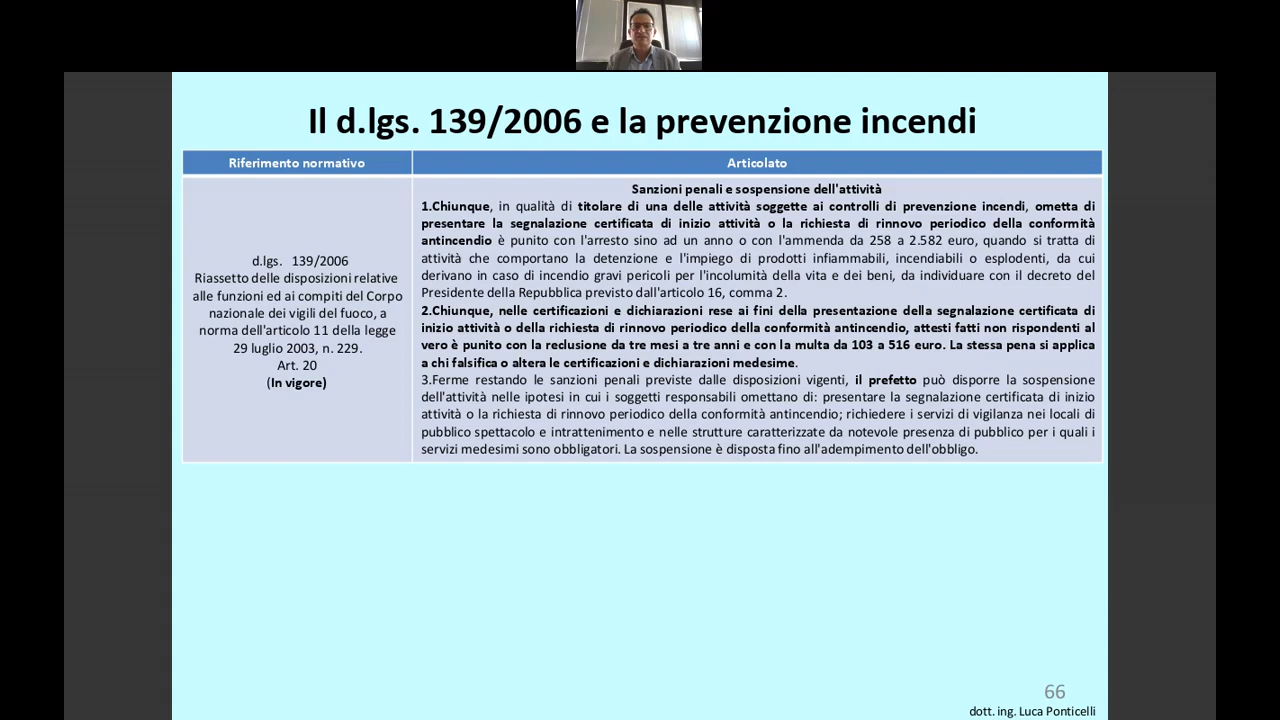 Il d.lgs. 139/2006 e la prevenzione incendi
Riferimento normativo
Articolato
d.lgs. 139/2006
Riassetto delle disposizioni relative
alle funzioni ed ai compiti del Corpo
nazionale dei vigili del fuoco, a
norma dell'articolo 11 della legge
29 luglio 2003, n. 229.
Art. 20
(In vigore)
Sanzioni penali e sospensione dell'attività
1.Chiunque, in qualità di titolare di una delle attività soggette ai controlli di prevenzione incendi, ometta di
presentare la segnalazione certificata di inizio attività o la richiesta di rinnovo periodico della conformità
antincendio è punito con l'arresto sino ad un anno o con l'ammenda da 258 a 2.582 euro, quando si tratta di
attività che comportano la detenzione e l'impiego di prodotti infiammabili, incendiabili o esplodenti, da cui
derivano in caso di incendio gravi pericoli per l'incolumità della vita e dei beni, da individuare con il decreto del
Presidente della Repubblica previsto dall'articolo 16, comma 2.
2.Chiunque, nelle certificazioni e dichiarazioni rese ai fini della presentazione della segnalazione certificata di
inizio attività o della richiesta di rinnovo periodico della conformità antincendio, attesti fatti non rispondenti al
vero è punito con la reclusione da tre mesi a tre anni e con la multa da 103 a 516 euro. La stessa pena si applica
a chi falsifica o altera le certificazioni e dichiarazioni medesime.
3.Ferme restando le sanzioni penali previste dalle disposizioni vigenti, il prefetto può disporre la sospensione
dell'attività nelle ipotesi in cui i soggetti responsabili omettano di: presentare la segnalazione certificata di inizio
attività o la richiesta di rinnovo periodico della conformità antincendio; richiedere i servizi di vigilanza nei locali di
pubblico spettacolo e intrattenimento e nelle strutture caratterizzate da notevole presenza di pubblico per i quali i
servizi medesimi sono obbligatori. La sospensione è disposta fino all'adempimento dell'obbligo.
66
dott. ing. Luca Ponticelli